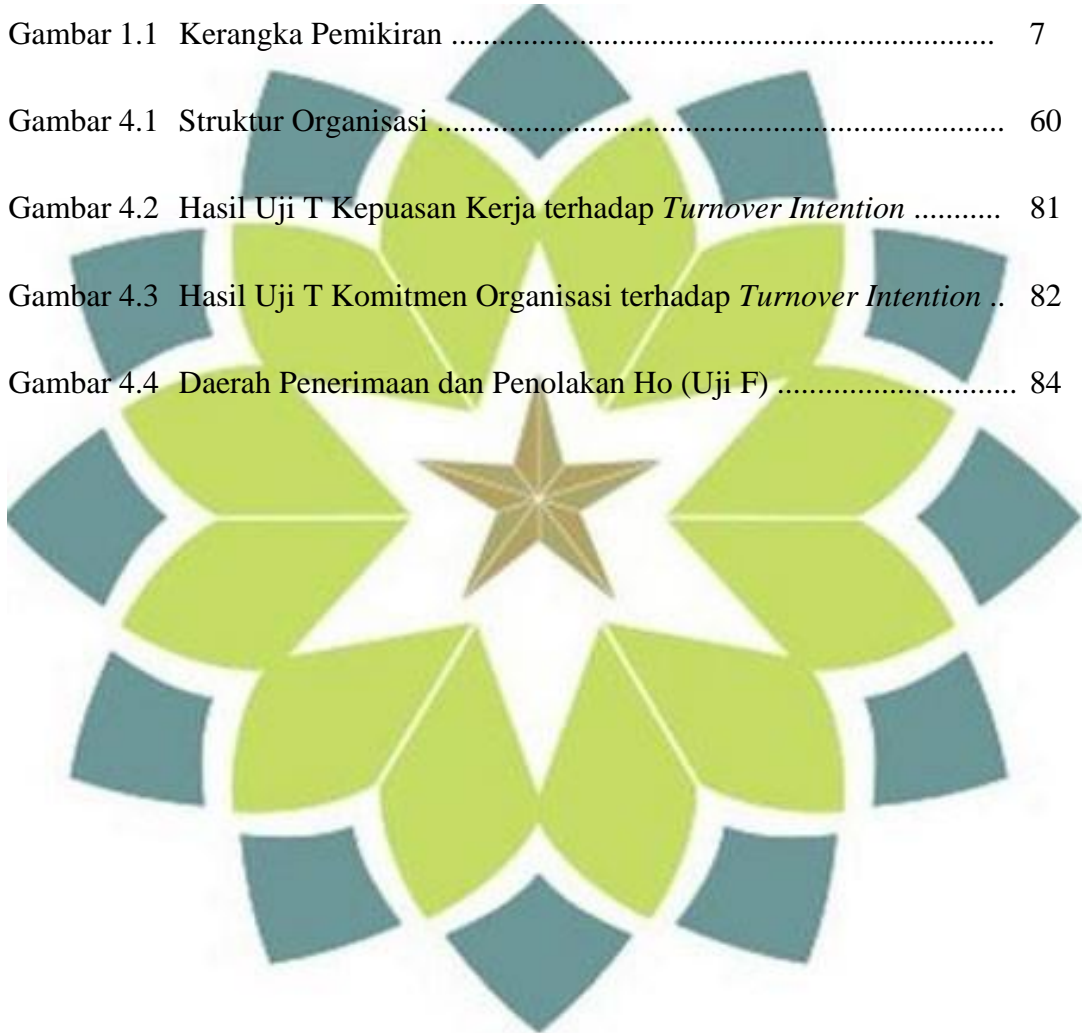 Gambar 1.1 Kerangka Pemikiran .................................................................... 7
Gambar 4.1 Struktur Organisasi ....................................................................... 60
Gambar 4.2 Hasil Uji T Kepuasan Kerja terhadap Turnover Intention ........... 81
Gambar 4.3 Hasil Uji T Komitmen Organisasi terhadap Turnover Intention .. 82
Gambar 4.4 Daerah Penerimaan dan Penolakan Ho (Uji F) .............................. 84